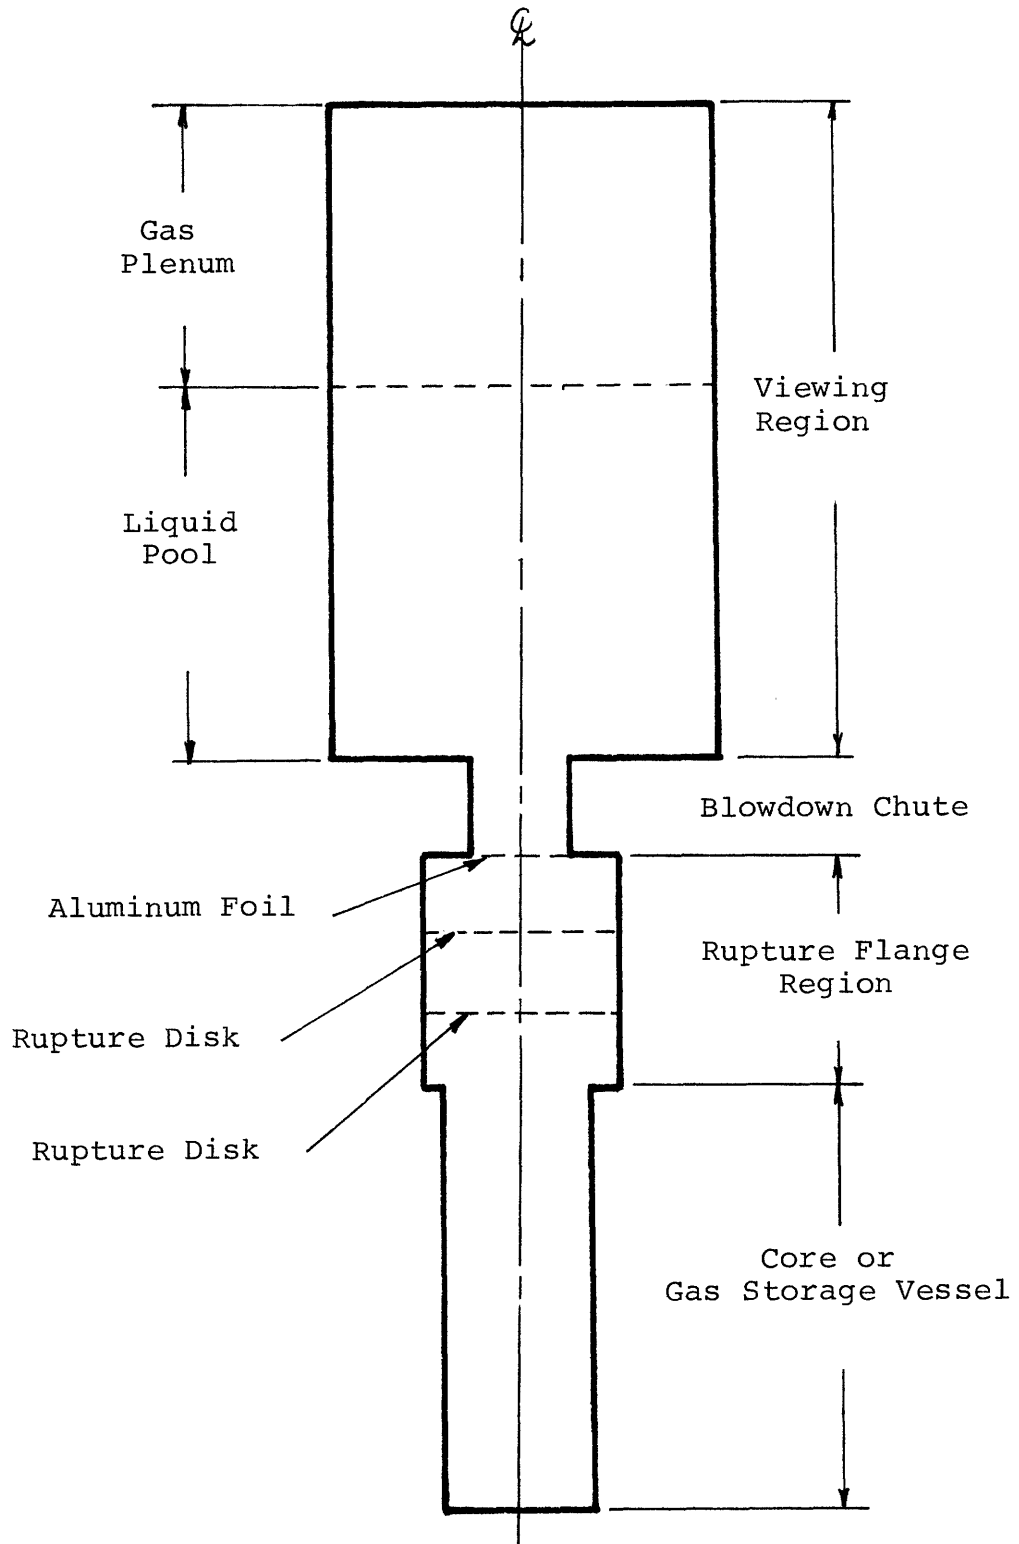 ℄
Gas
Plenum
Viewing
Region
Liquid
Pool
Blowdown Chute
Aluminum Foil
Rupture Flange
Region
Rupture Disk
Rupture Disk
Core or
Gas Storage Vessel